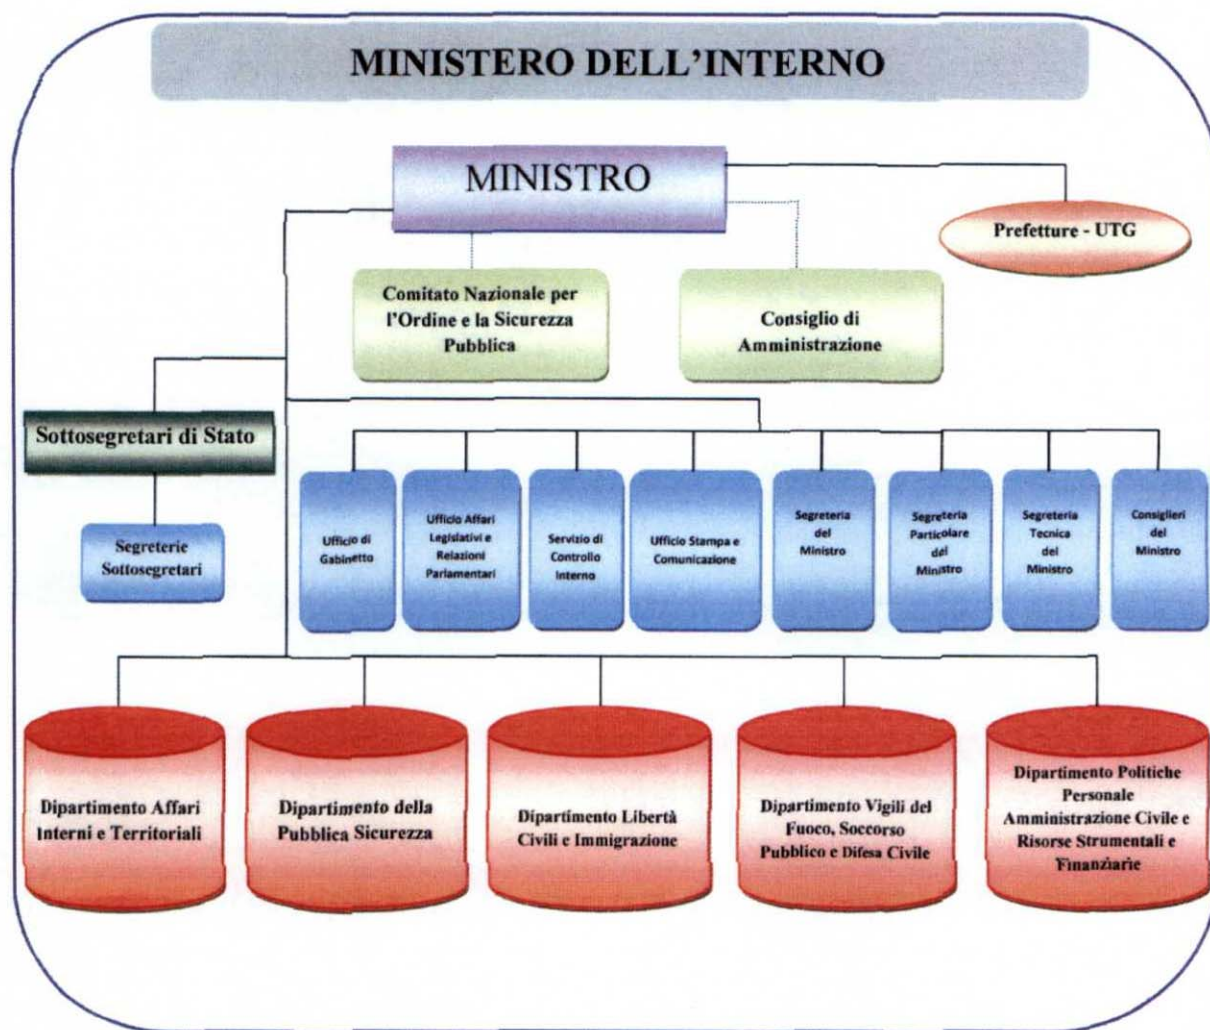 MINISTERO DELL'INTERNO
MINISTRO
Prefetture - UTG
Comitato Nazionale per
l'Ordine e la Sicurezza
Pubblica
Consiglio di
Amministrazione
Sottosegretari di Stato
Segreterie
Sottosegretari
Ufficio di
Gabinetto
Ufficio Affari
Legislativi e
Relazioni
Parlamentari
Servizio di
Controllo
Interno
Ufficio Stampa e
Comunicazione
Segreteria
del
Ministro
Segreteria
Particolare
del
Ministro
Segreteria
Tecnica
del
Ministro
Consiglieri
del
Ministro
Dipartimento Affari
Interni e Territoriali
Dipartimento della
Pubblica Sicurezza
Dipartimento Libertà
Civili e Immigrazione
Dipartimento Vigili del
Fuoco, Soccorso
Pubblico e Difesa Civile
Dipartimento Politiche
Personale
Amministrazione Civile e
Risorse Strumentali e
Finanziarie